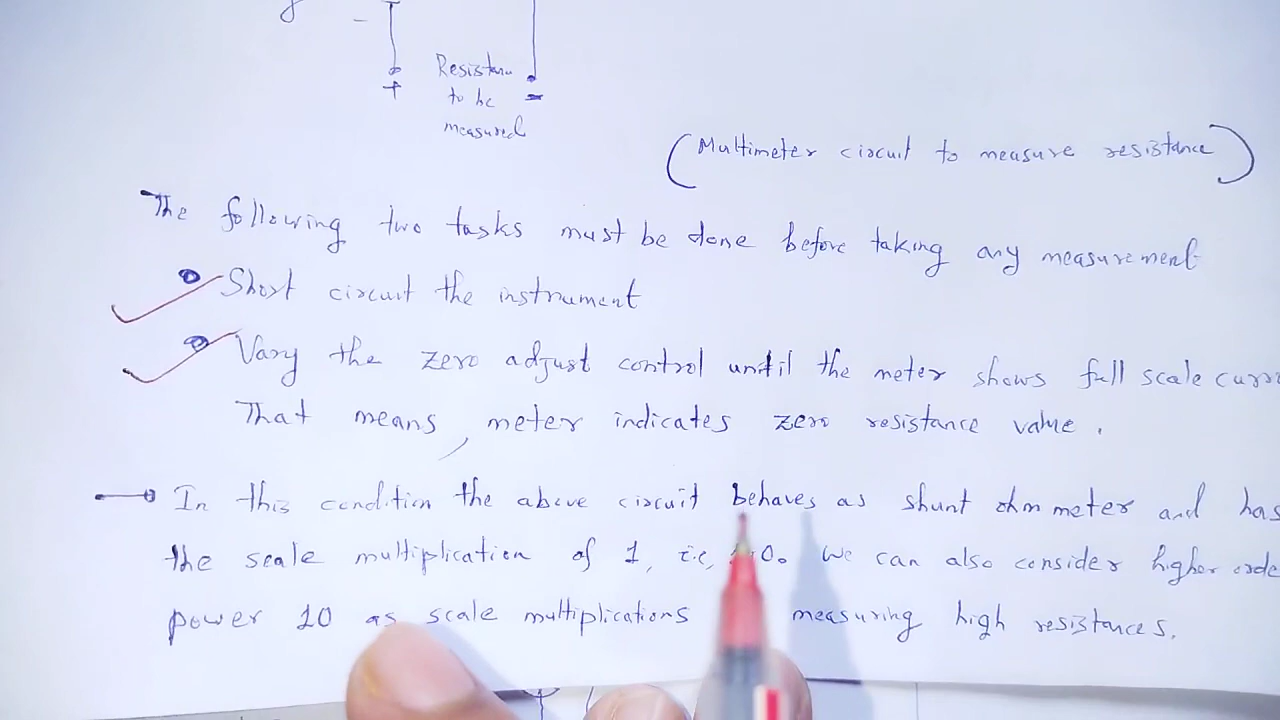 + Resistan -
to be
measured
(Multimeter circuit to measure resistance)
The following two tasks must be done before taking any measurement
Short circuit the instrument
Vary the zero adjust control until the meter shows full scale curr
That means, meter indicates zero resistance value.
In this condition the above circuit behaves as shunt ohmmeter and has
the scale multiplication of 1, i.e, We can also consider higher orde
power 10 as scale multiplications measuring high resistances.